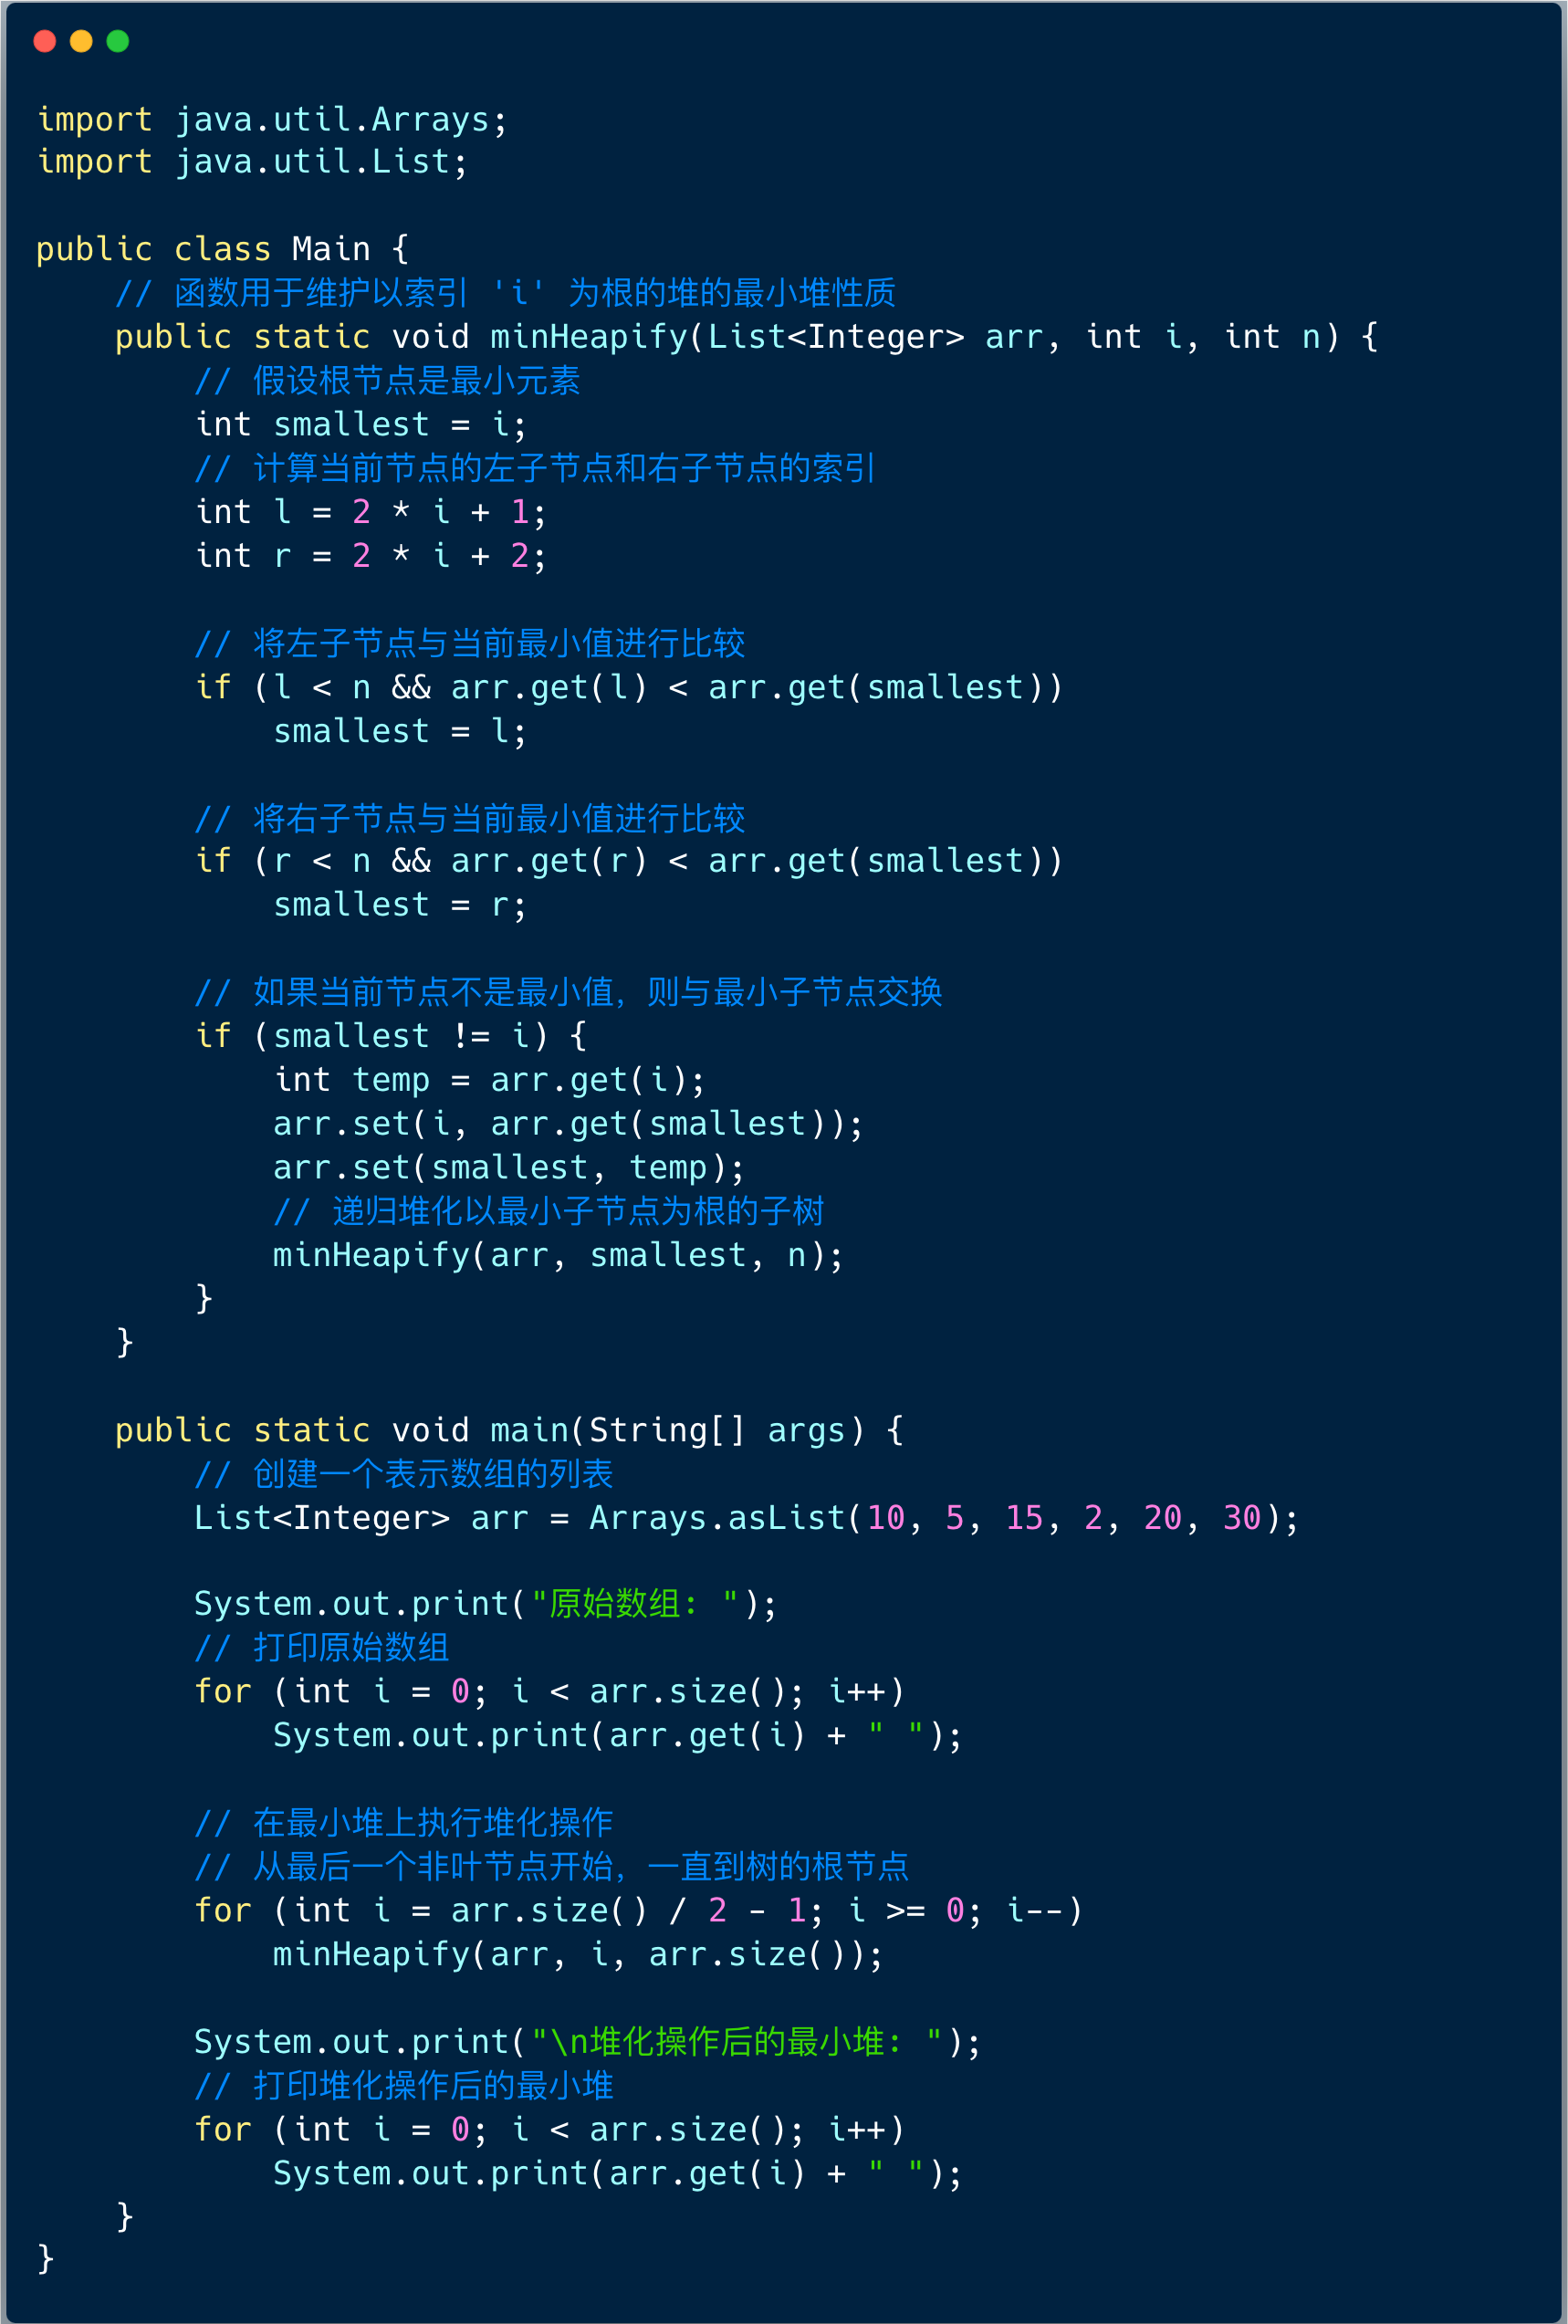 import java.util.Arrays;
import java.util.List;

public class Main {
    // 函数用于维护以索引 'i' 为根的堆的最小堆性质
    public static void minHeapify(List<Integer> arr, int i, int n) {
        // 假设根节点是最小元素
        int smallest = i;
        // 计算当前节点的左子节点和右子节点的索引
        int l = 2 * i + 1;
        int r = 2 * i + 2;

        // 将左子节点与当前最小值进行比较
        if (l < n && arr.get(l) < arr.get(smallest))
            smallest = l;

        // 将右子节点与当前最小值进行比较
        if (r < n && arr.get(r) < arr.get(smallest))
            smallest = r;

        // 如果当前节点不是最小值，则与最小子节点交换
        if (smallest != i) {
            int temp = arr.get(i);
            arr.set(i, arr.get(smallest));
            arr.set(smallest, temp);
            // 递归堆化以最小子节点为根的子树
            minHeapify(arr, smallest, n);
        }
    }

    public static void main(String[] args) {
        // 创建一个表示数组的列表
        List<Integer> arr = Arrays.asList(10, 5, 15, 2, 20, 30);

        System.out.print("原始数组: ");
        // 打印原始数组
        for (int i = 0; i < arr.size(); i++)
            System.out.print(arr.get(i) + " ");

        // 在最小堆上执行堆化操作
        // 从最后一个非叶节点开始，一直到树的根节点
        for (int i = arr.size() / 2 - 1; i >= 0; i--)
            minHeapify(arr, i, arr.size());

        System.out.print("\n堆化操作后的最小堆: ");
        // 打印堆化操作后的最小堆
        for (int i = 0; i < arr.size(); i++)
            System.out.print(arr.get(i) + " ");
    }
}